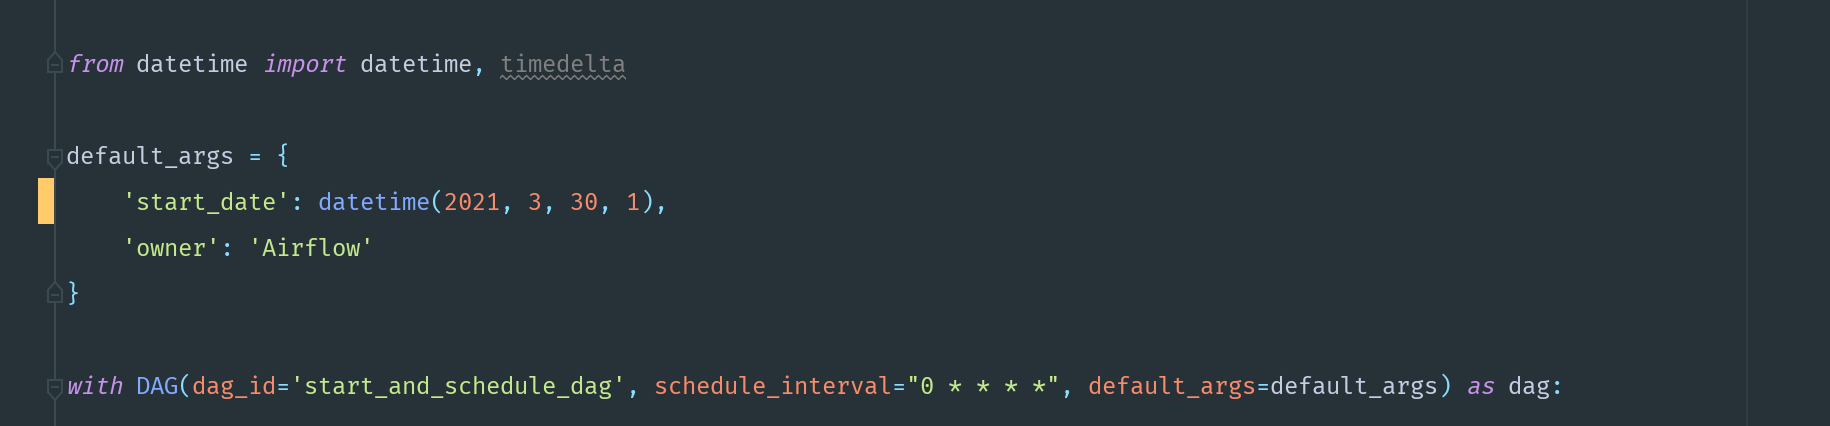 from datetime import datetime, timedelta
default_args = {
    'start_date': datetime(2021, 3, 30, 1),
    'owner': 'Airflow'
}
with DAG(dag_id='start_and_schedule_dag', schedule_interval="0 * * * *", default_args=default_args) as dag: